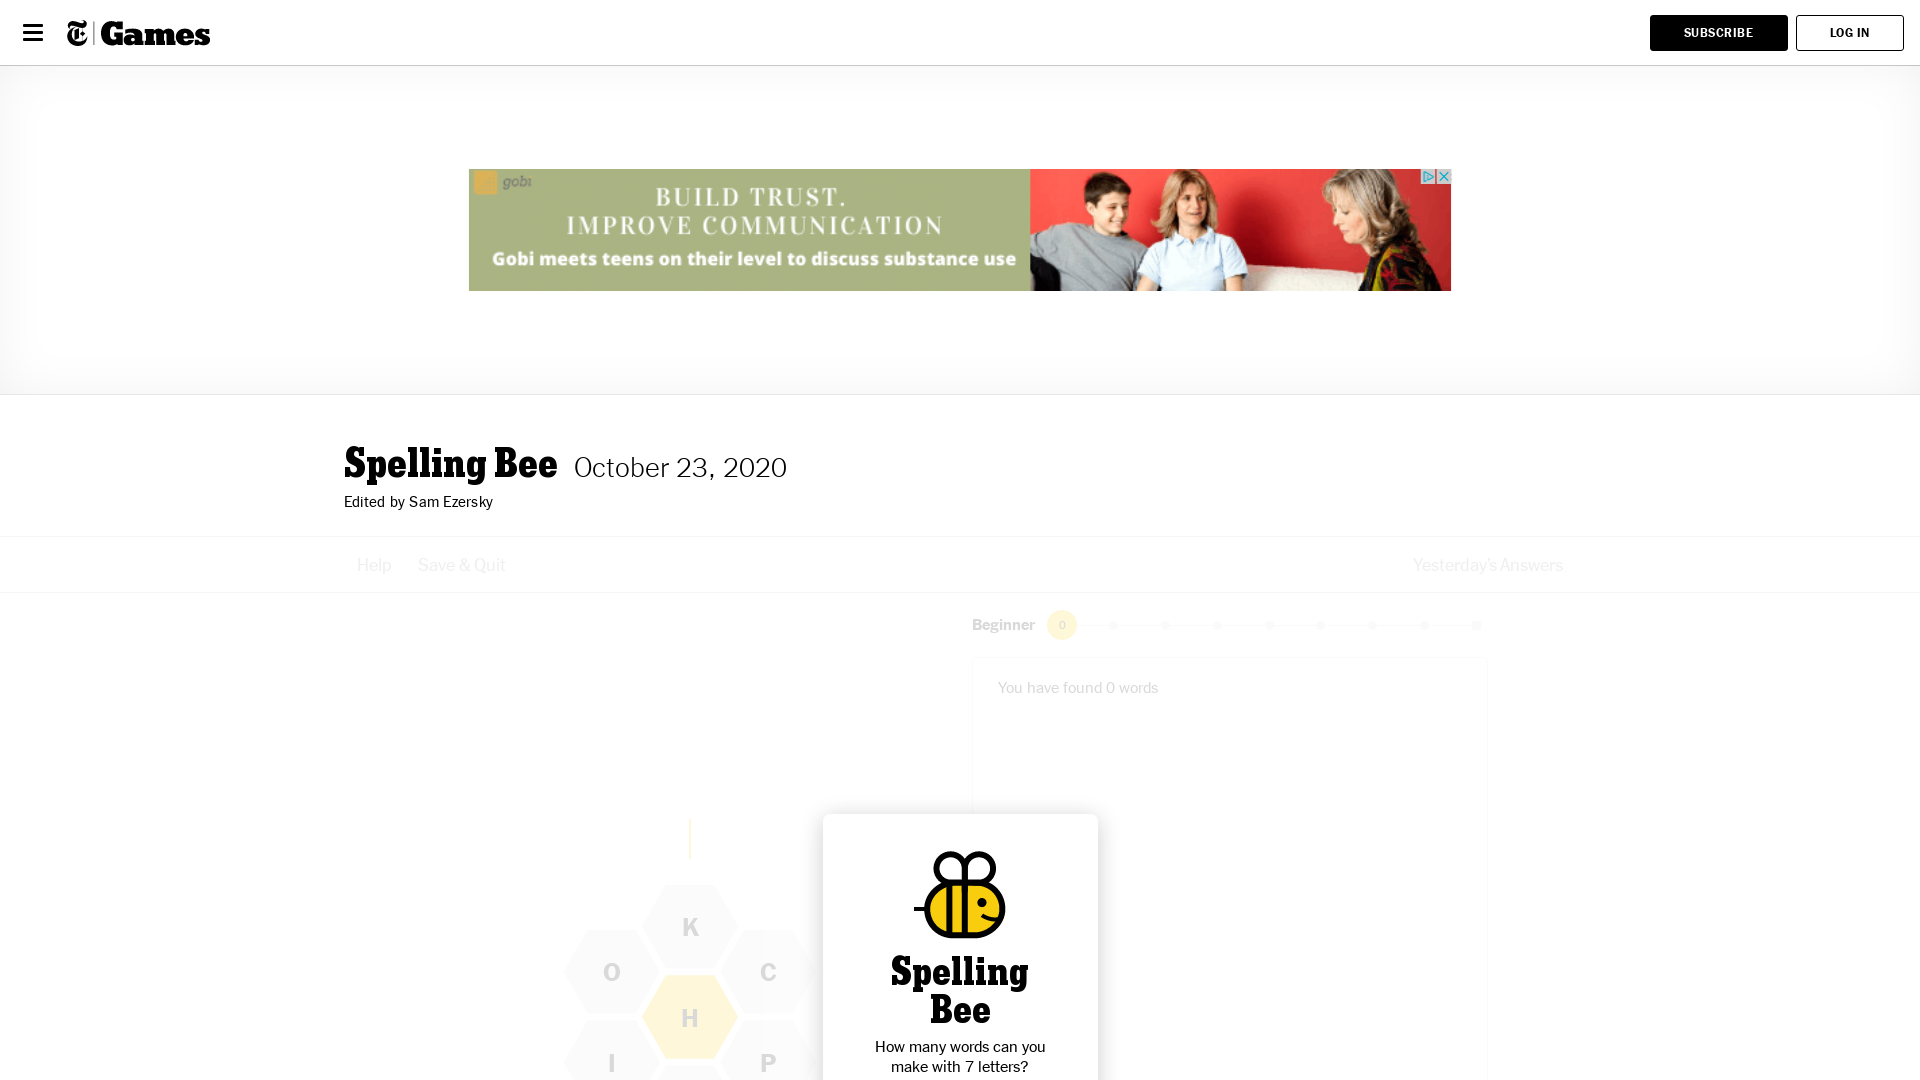 T Games
SUBSCRIBE
LOG IN
gobi
BUILD TRUST.
IMPROVE COMMUNICATION
Gobi meets teens on their level to discuss substance use
Spelling Bee October 23, 2020
Edited by Sam Ezersky
Help
Save & Quit
Yesterday's Answers
Beginner
0
You have found 0 words
K
O
C
H
I
P
Spelling
Bee
How many words can you
make with 7 letters?